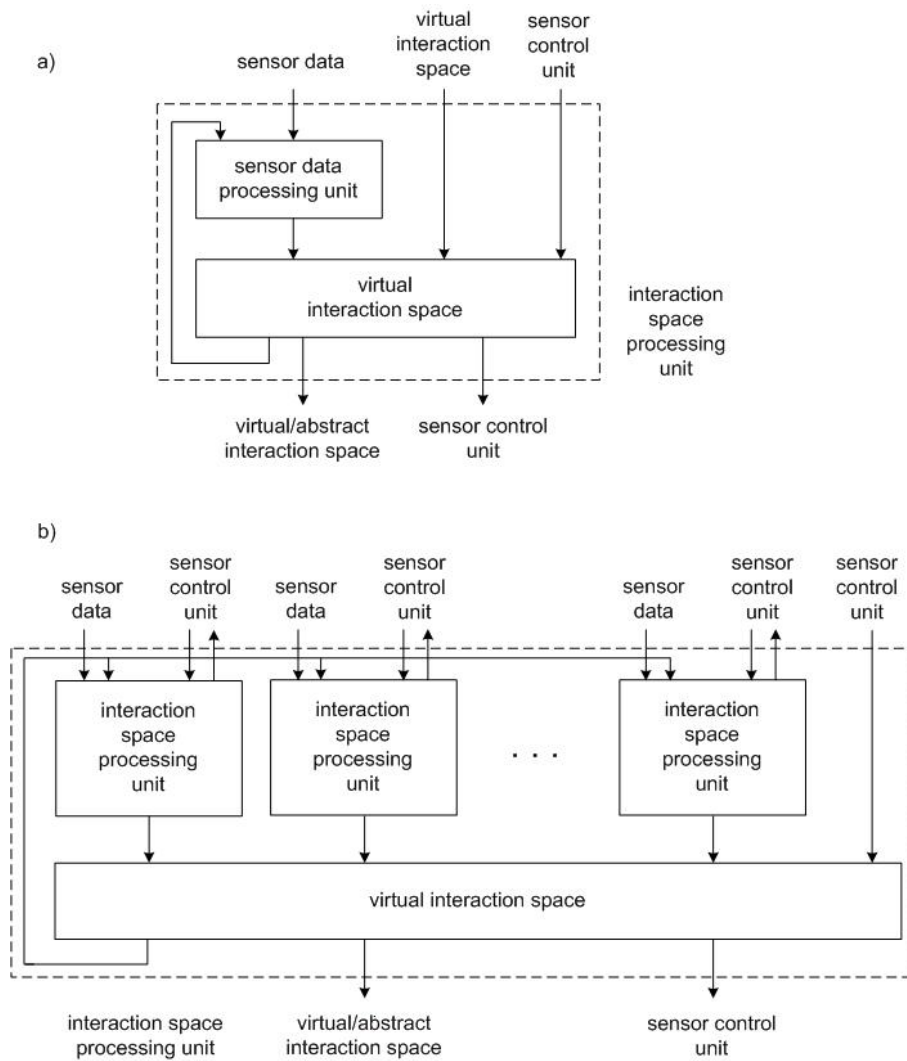 a)
sensor data
virtual
interaction
space
sensor
control
unit
sensor data
processing unit
virtual
interaction space
interaction
space
processing
unit
virtual/abstract
interaction space
sensor control
unit
b)
sensor
data
sensor
control
unit
sensor
data
sensor
control
unit
sensor
data
sensor
control
unit
sensor
control
unit
interaction
space
processing
unit
interaction
space
processing
unit
. . .
interaction
space
processing
unit
virtual interaction space
interaction space
processing unit
virtual/abstract
interaction space
sensor control
unit